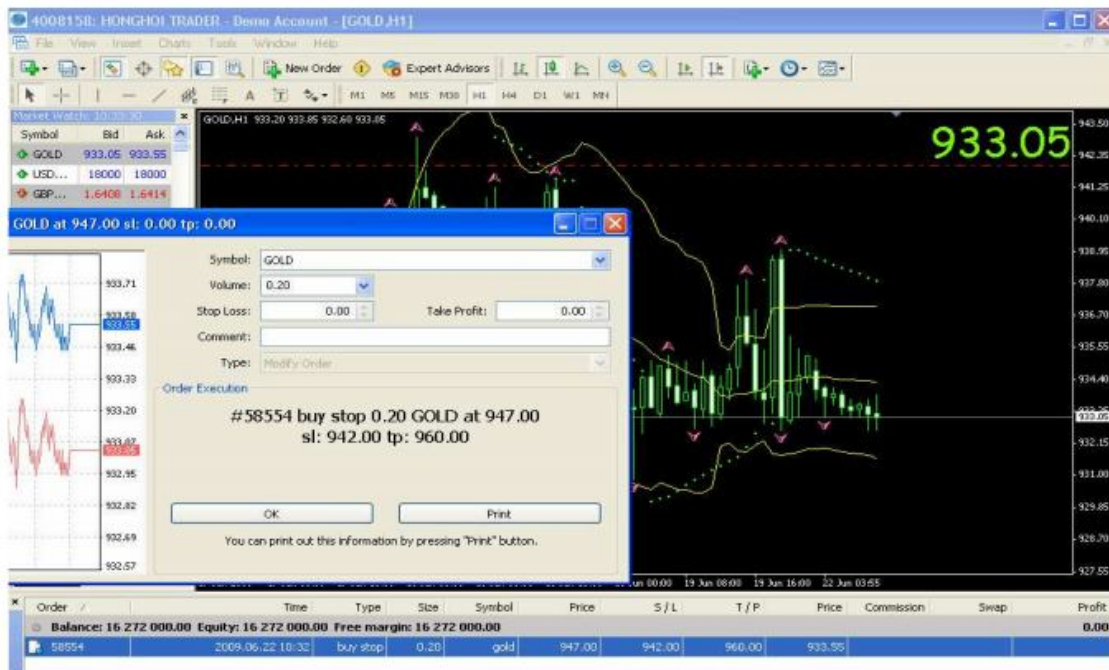 4008158: HONGHOI TRADER - Demo Account - [GOLD,H1]
File View Insert Charts Tools Window Help
New Order Expert Advisors
A T M1 M5 M15 M30 H1 H4 D1 W1 MN
Market Watch: 10:33:30
Symbol Bid Ask
GOLD 933.05 933.55
USD... 18000 18000
GBP... 1.6408 1.6414
GOLD,H1 933.20 933.85 932.60 933.05
933.05
943.50
942.35
941.25
940.10
938.95
937.80
936.70
935.55
934.40
933.05
932.15
931.00
929.85
928.70
927.55
GOLD at 947.00 sl: 0.00 tp: 0.00
933.71
933.58
933.55
933.46
933.33
933.20
933.07
933.05
932.95
932.82
932.69
932.57
Symbol: GOLD
Volume: 0.20
Stop Loss: 0.00 Take Profit: 0.00
Comment:
Type: Modify Order
Order Execution
#58554 buy stop 0.20 GOLD at 947.00
sl: 942.00 tp: 960.00
OK Print
You can print out this information by pressing "Print" button.
Jun 00:00 19 Jun 08:00 19 Jun 16:00 22 Jun 03:55
Order / Time Type Size Symbol Price S / L T / P Price Commission Swap Profit
Balance: 16 272 000.00 Equity: 16 272 000.00 Free margin: 16 272 000.00 0.00
58554 2009.06.22 10:32 buy stop 0.20 gold 947.00 942.00 960.00 933.55